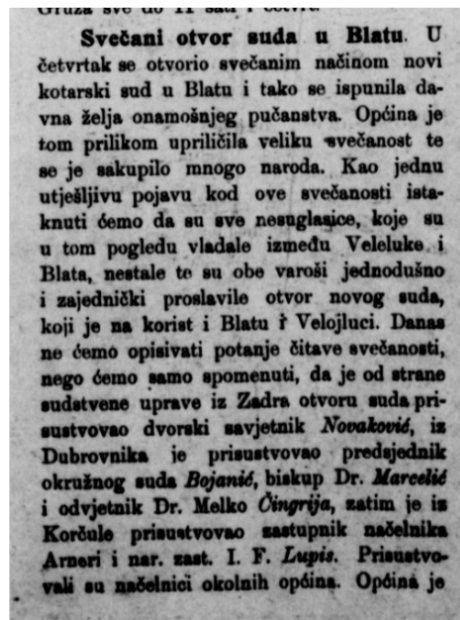 Gruža sve do 11 sati i četvrt.
Svečani otvor suda u Blatu. U
četvrtak se otvorio svečanim načinom novi
kotarski sud u Blatu i tako se ispunila da-
vna želja onamošnjeg pučanstva. Općina je
tom prilikom upriličila veliku svečanost te
se je sakupilo mnogo naroda. Kao jednu
utješljivu pojavu kod ove svečanosti ista-
knuti ćemo da su sve nesuglasice, koje su
u tom pogledu vladale između Veleluke i
Blata, nestale te su obe varoši jednodušno
i zajednički proslavile otvor novog suda,
koji je na korist i Blatu i Velojluci. Danas
ne ćemo opisivati potanje čitave svečanosti,
nego ćemo samo spomenuti, da je od strane
sudstvene uprave iz Zadra otvoru suda pri-
sustvovao dvorski savjetnik Novaković, iz
Dubrovnika je prisustvovao predsjednik
okružnog suda Bojanić, biskup Dr. Marcelić
i odvjetnik Dr. Melko Čingrija, zatim je iz
Korčule prisustvovao zastupnik načelnika
Arneri i nar. zast. I. F. Lupis. Prisustvo-
vali su načelnici okolnih općina. Općina je